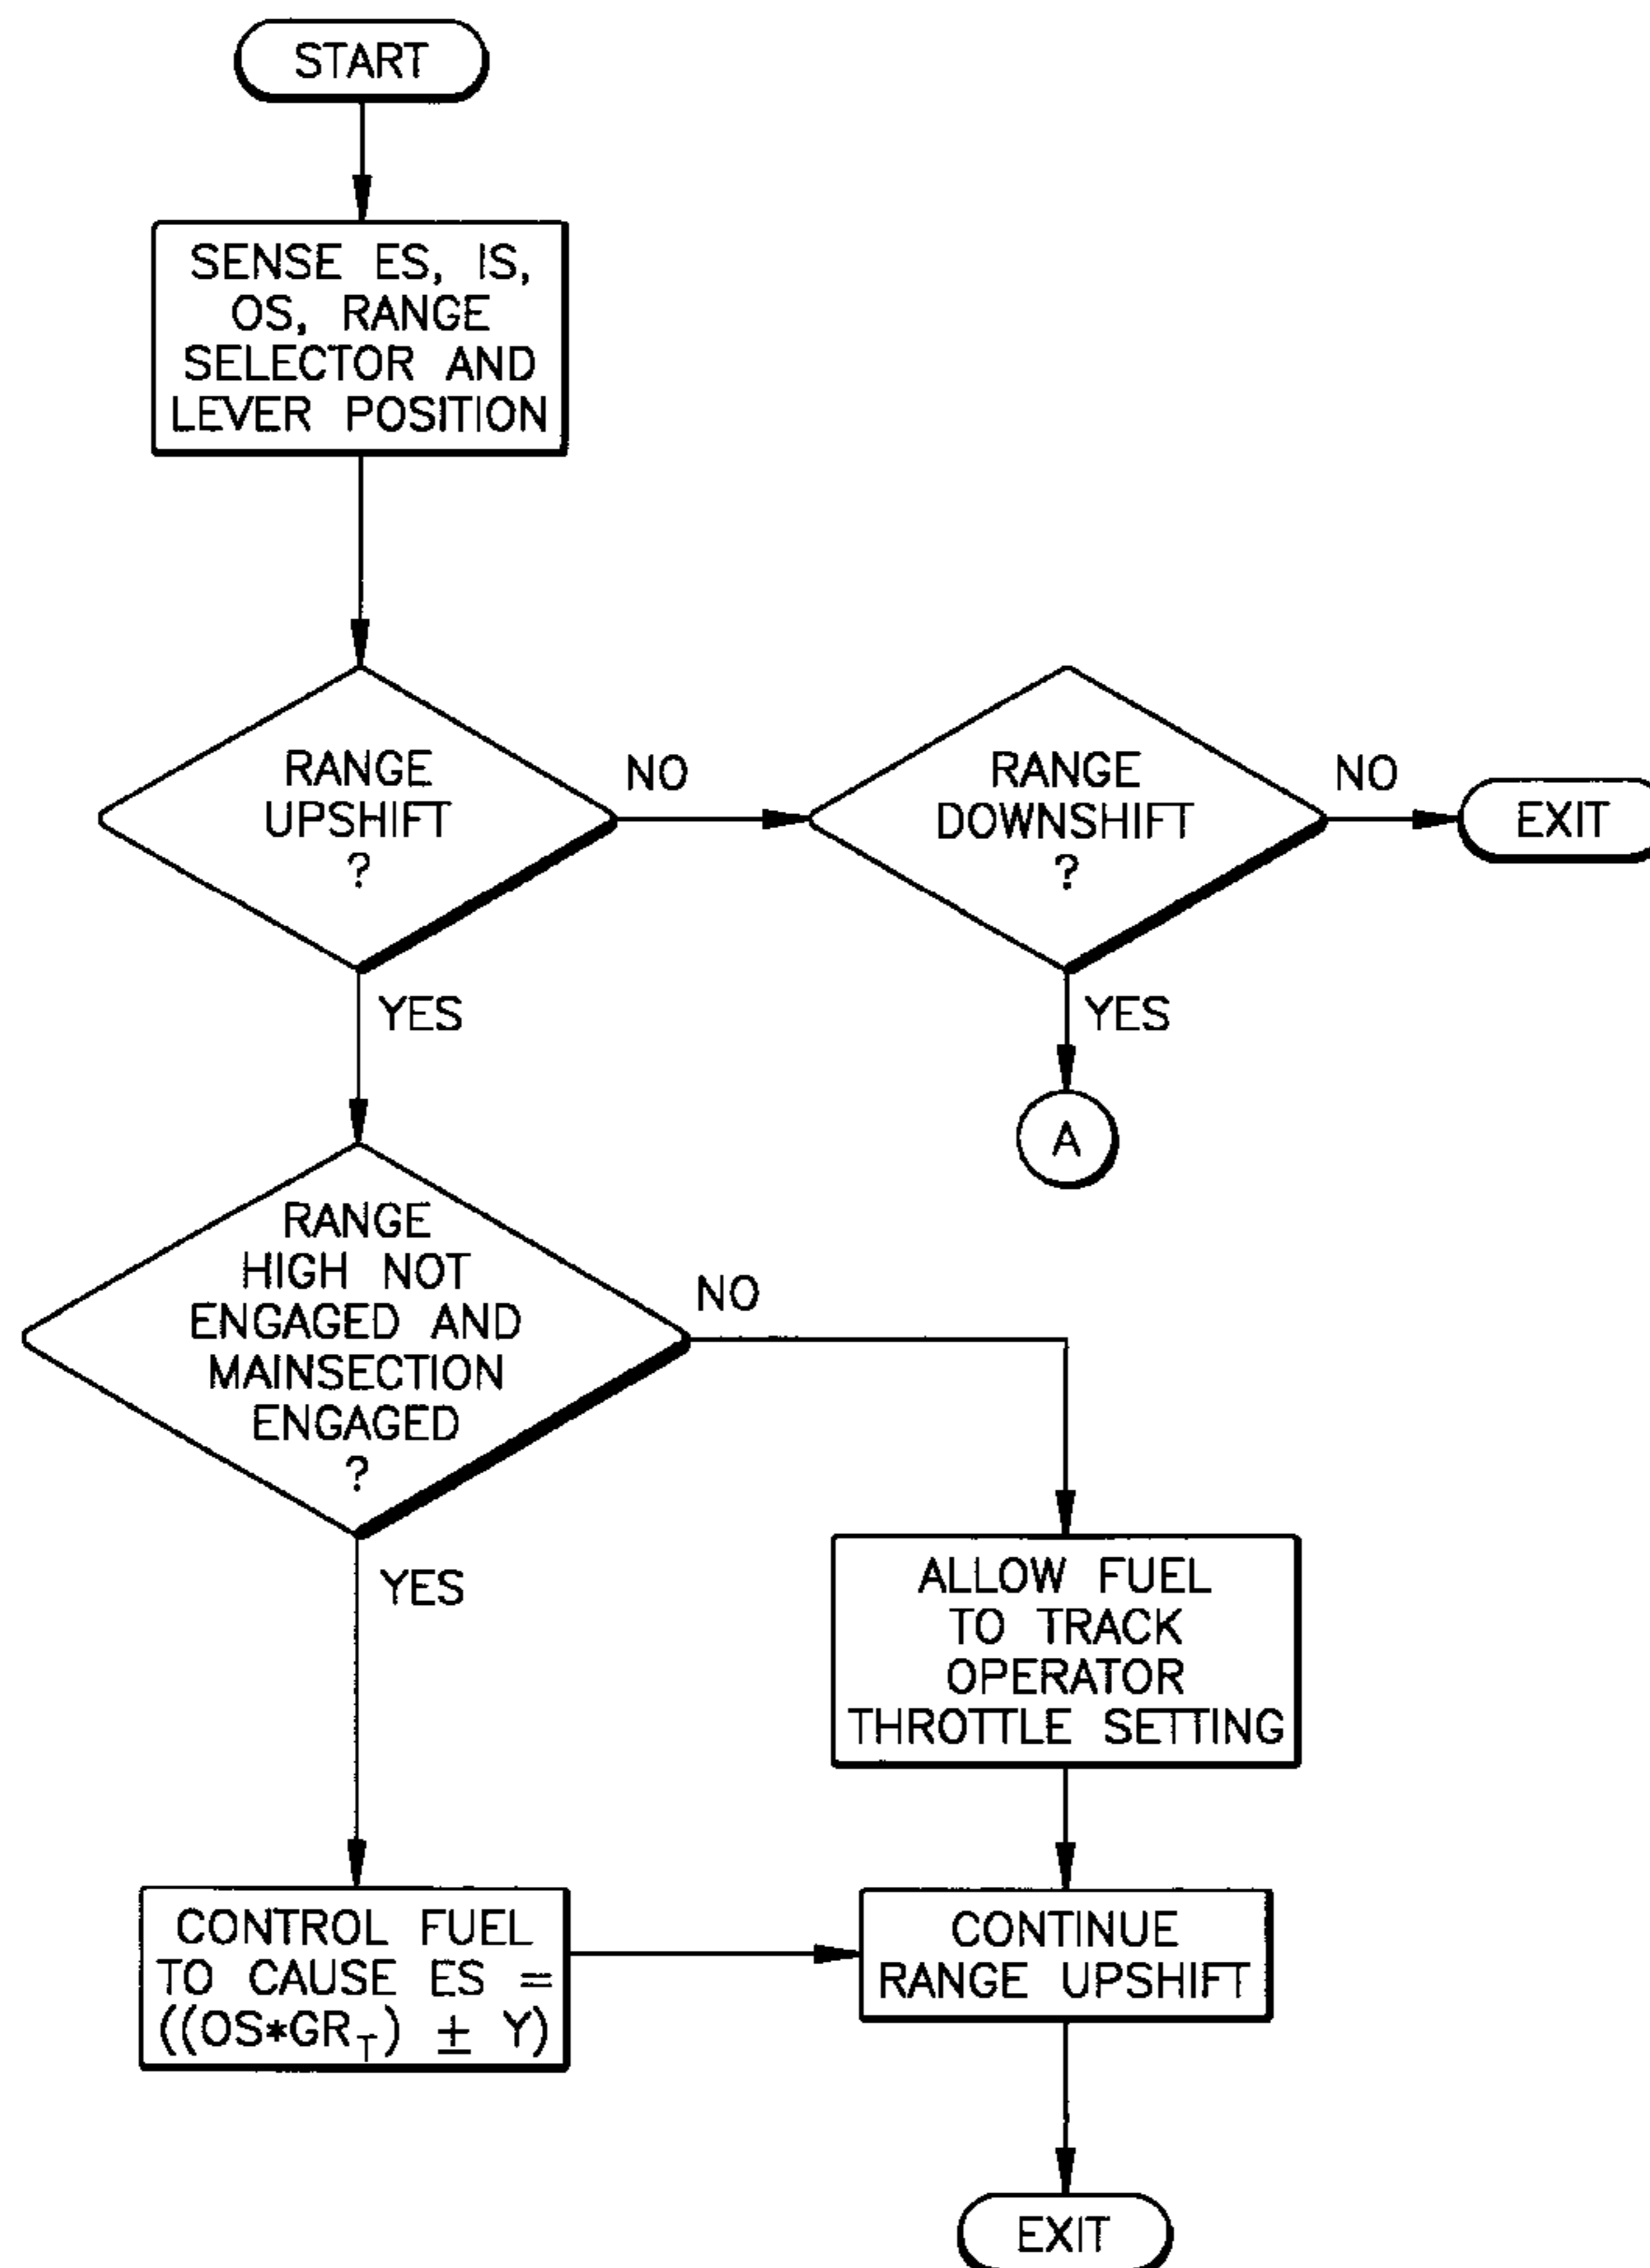 START
SENSE ES, IS,
OS, RANGE
SELECTOR AND
LEVER POSITION
RANGE
UPSHIFT
?
NO
RANGE
DOWNSHIFT
?
NO
EXIT
YES
YES
A
RANGE
HIGH NOT
ENGAGED AND
MAINSECTION
ENGAGED
?
NO
YES
ALLOW FUEL
TO TRACK
OPERATOR
THROTTLE SETTING
CONTROL FUEL
TO CAUSE ES =
((OS*GR_T) ± Y)
CONTINUE
RANGE UPSHIFT
EXIT